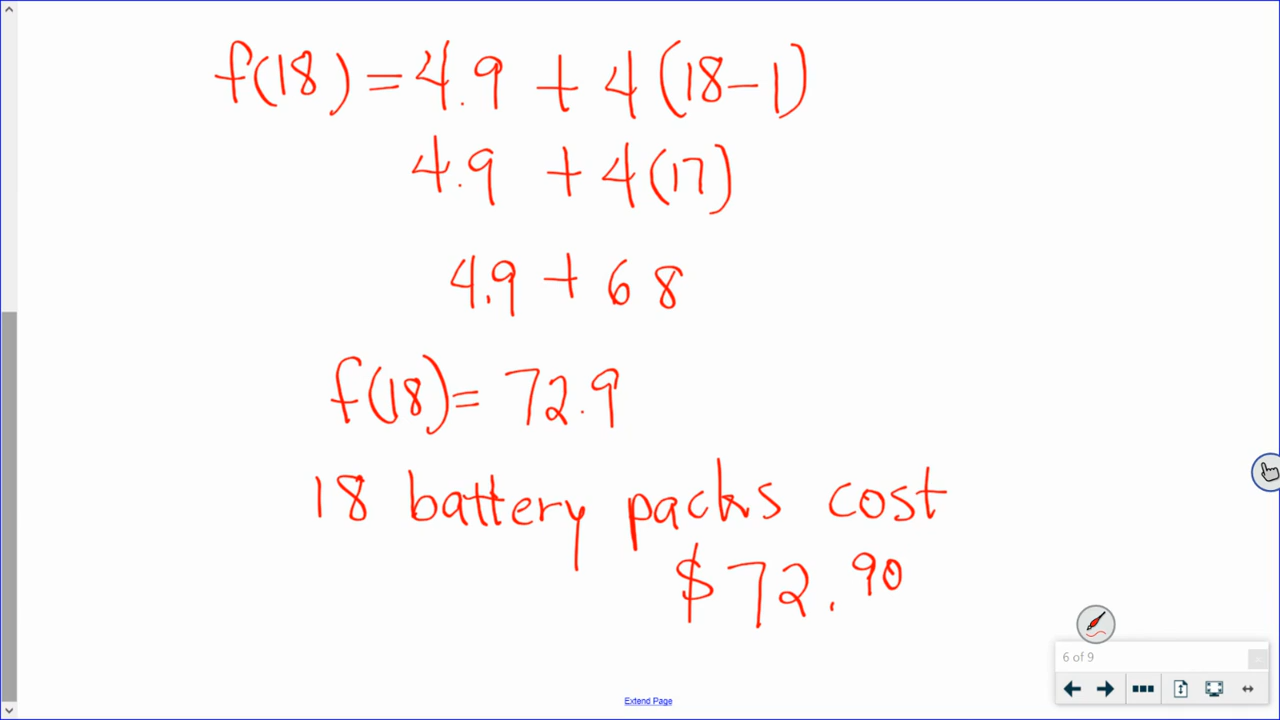 f(18) = 4.9 + 4(18-1)
4.9 + 4(17)
4.9 + 68
f(18) = 72.9
18 battery packs cost
$72.90
6 of 9
Extend Page